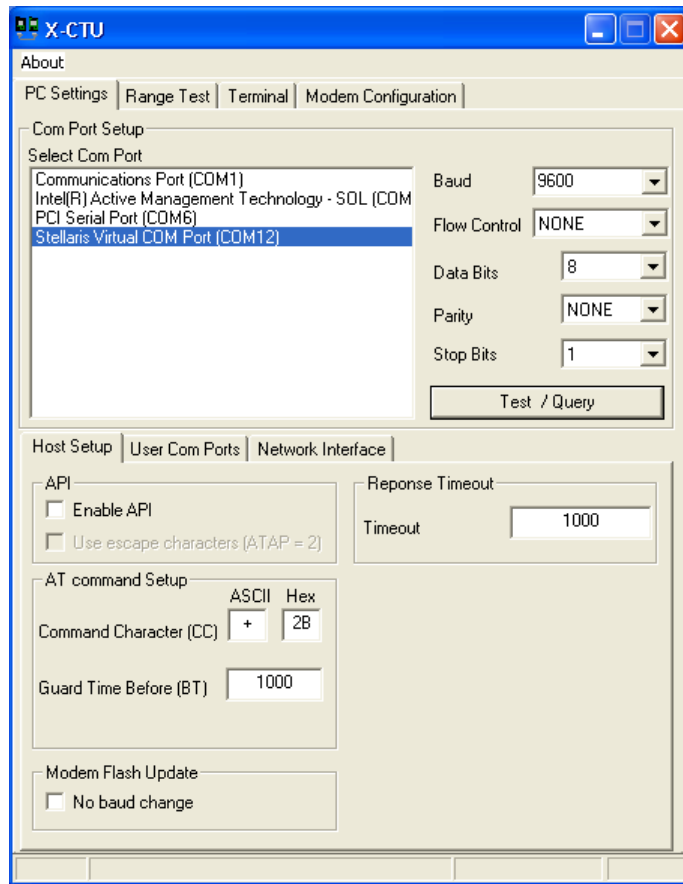 X-CTU
About
PC Settings Range Test Terminal Modem Configuration
Com Port Setup
Select Com Port
Communications Port (COM1)
Intel(R) Active Management Technology - SOL (COM
PCI Serial Port (COM6)
Stellaris Virtual COM Port (COM12)
Baud 9600
Flow Control NONE
Data Bits 8
Parity NONE
Stop Bits 1
Test / Query
Host Setup User Com Ports Network Interface
API
Enable API
Use escape characters (ATAP = 2)
Reponse Timeout
Timeout 1000
AT command Setup
ASCII Hex
Command Character (CC) + 2B
Guard Time Before (BT) 1000
Modem Flash Update
No baud change